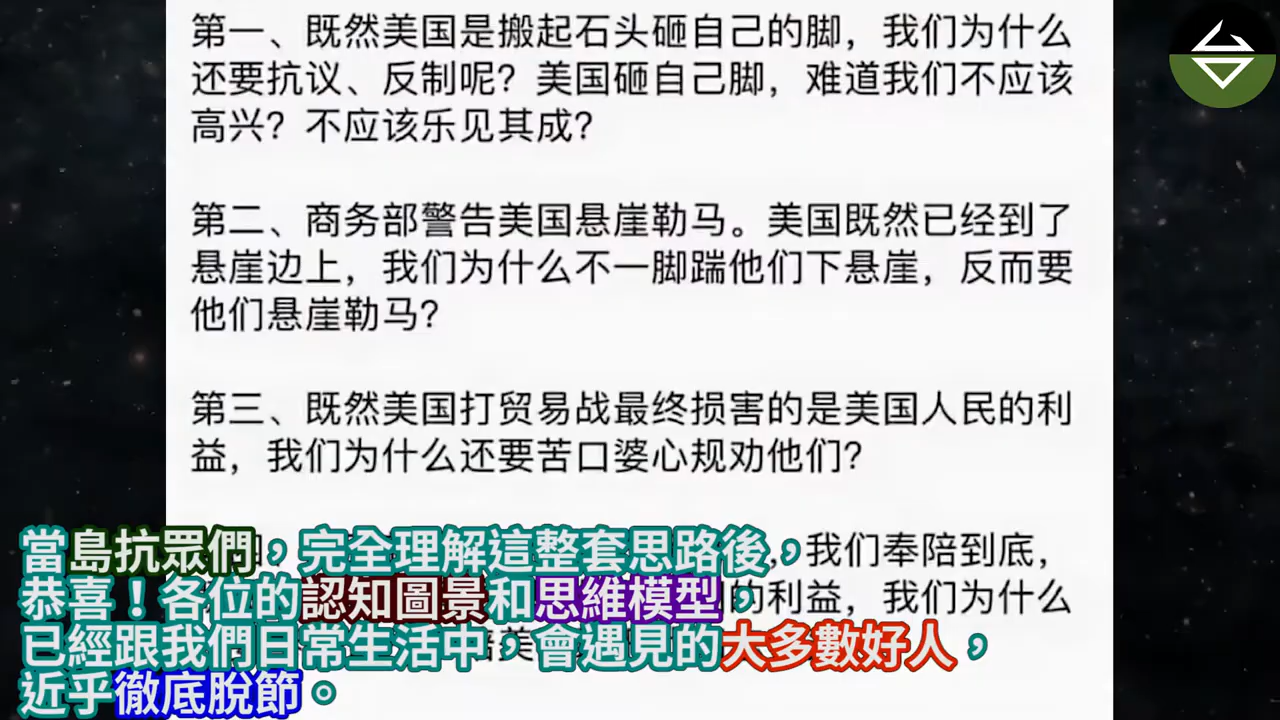 第一、既然美国是搬起石头砸自己的脚，我们为什么
还要抗议、反制呢？美国砸自己脚，难道我们不应该
高兴？不应该乐见其成？
第二、商务部警告美国悬崖勒马。美国既然已经到了
悬崖边上，我们为什么不一脚踹他们下悬崖，反而要
他们悬崖勒马？
第三、既然美国打贸易战最终损害的是美国人民的利
益，我们为什么还要苦口婆心规劝他们？
，我们奉陪到底，
的利益，我们为什么
當島抗眾們，完全理解這整套思路後，
恭喜！各位的認知圖景和思維模型，
已經跟我們日常生活中，會遇見的大多數好人，
近乎徹底脫節。